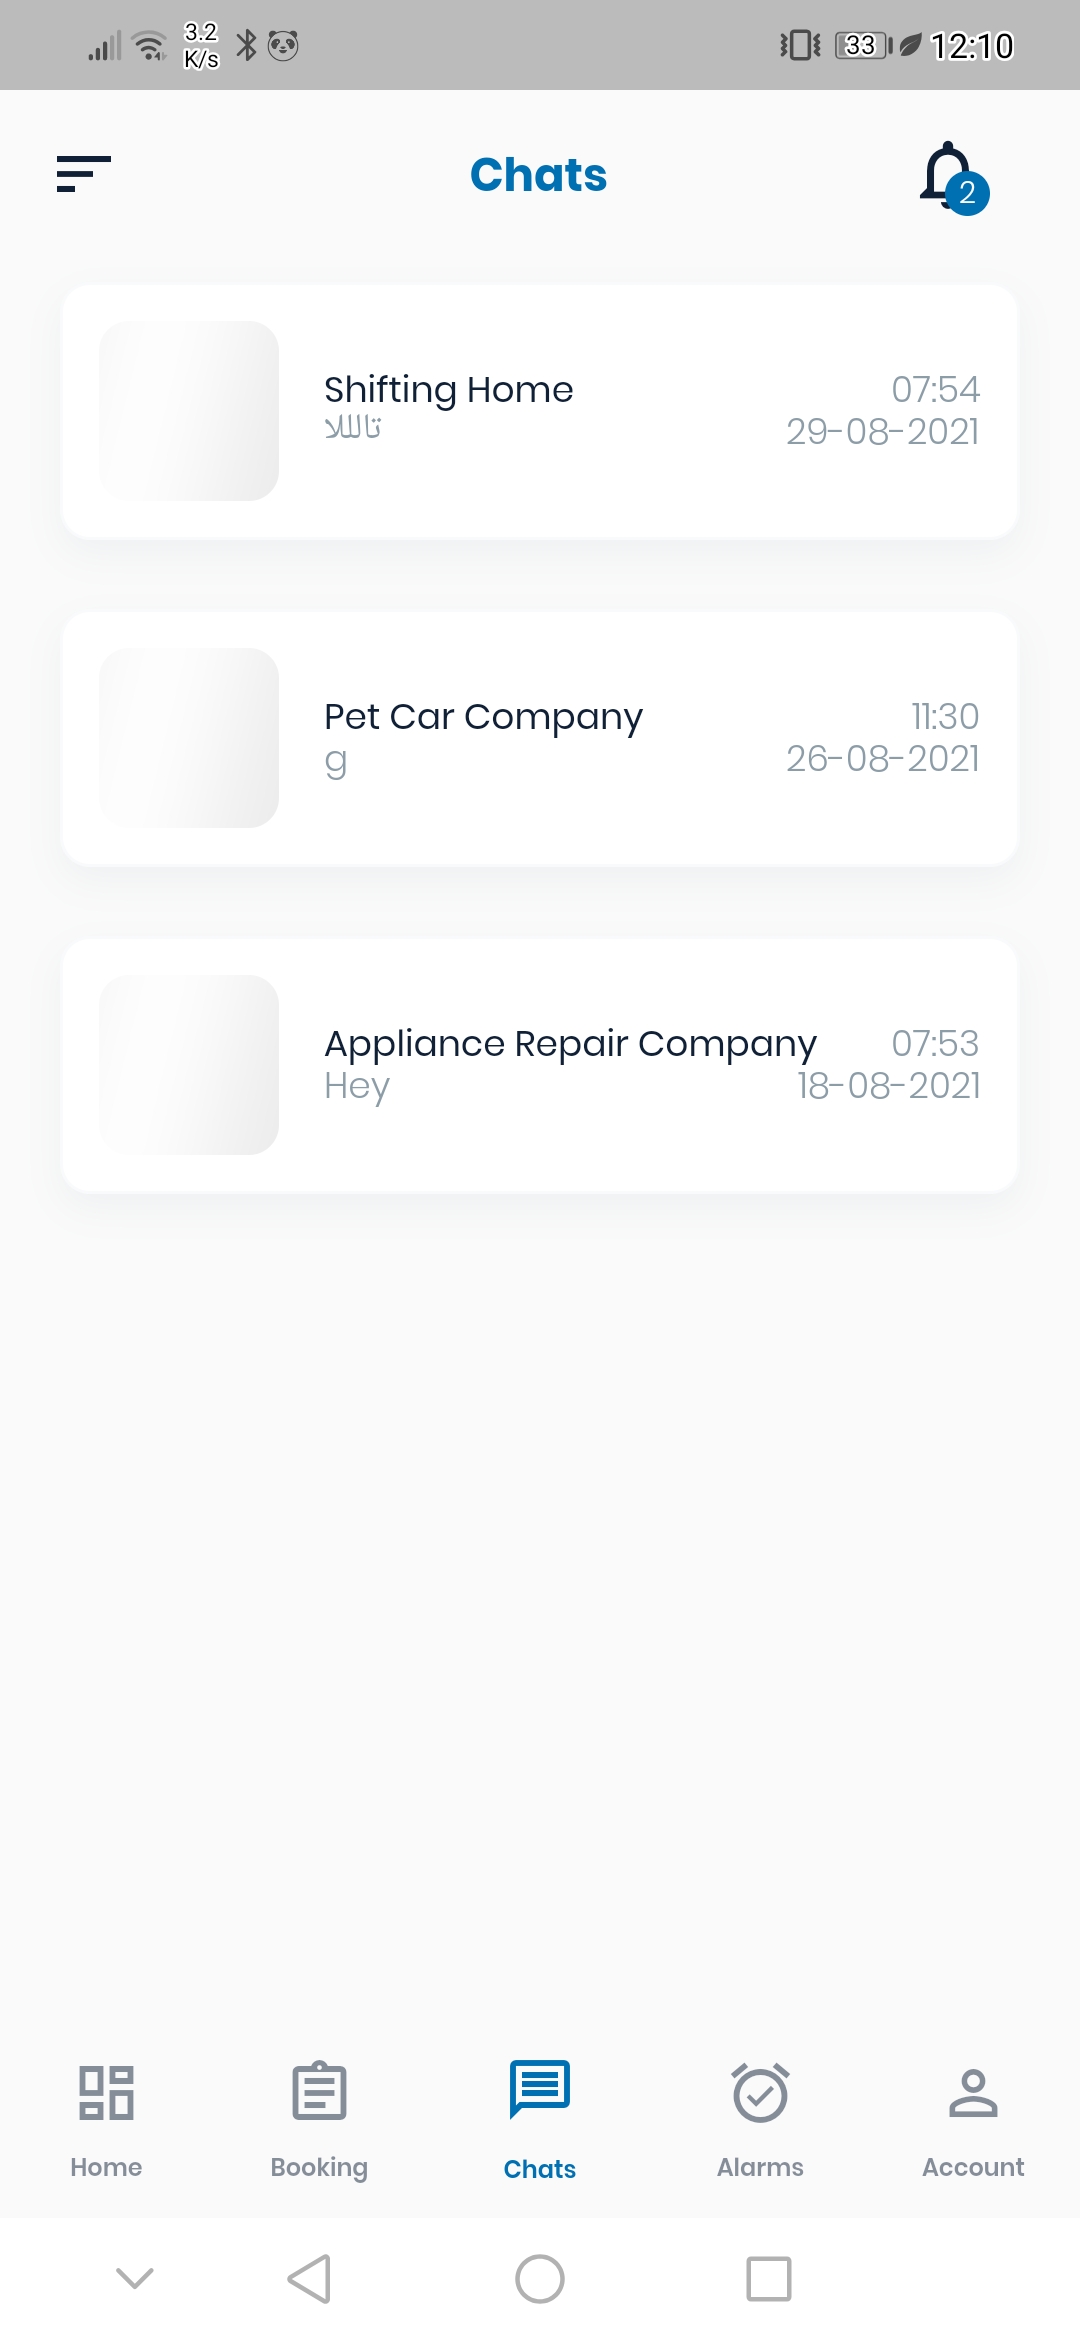 3.2
K/s
33
12:10
Chats
2
Shifting Home
07:54
تاللللا
29-08-2021
Pet Car Company
11:30
g
26-08-2021
Appliance Repair Company
07:53
Hey
18-08-2021
Home
Booking
Chats
Alarms
Account